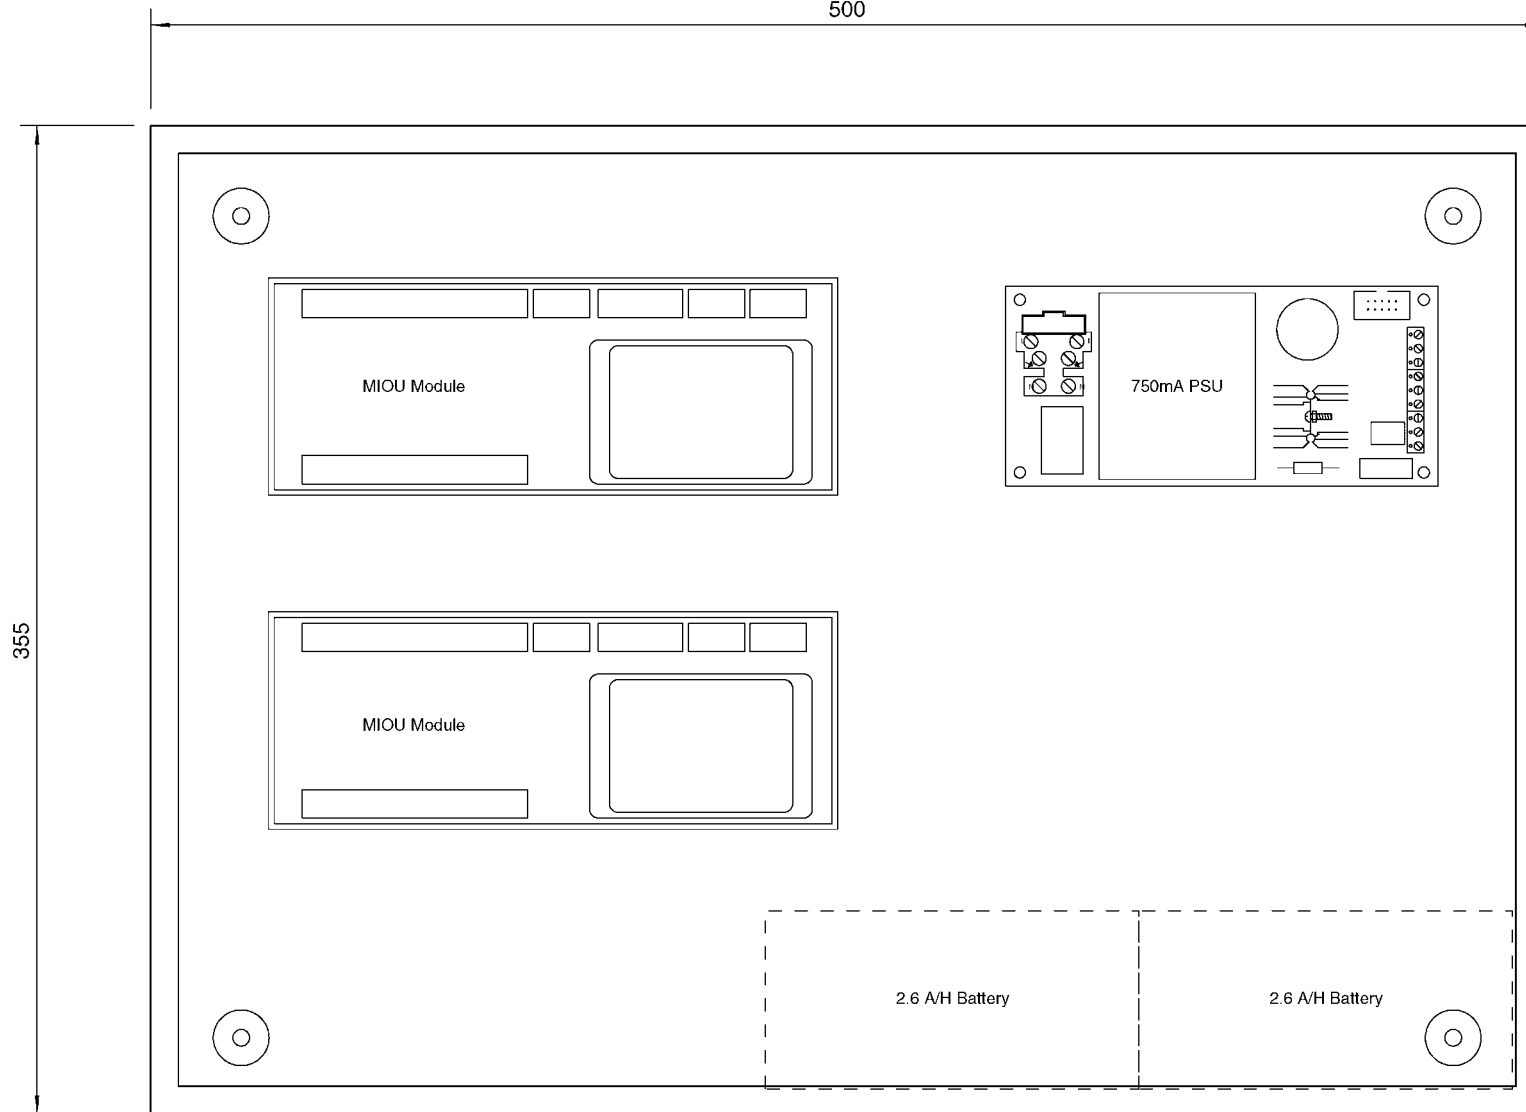 500
355
MIOU Module
750mA PSU
MIOU Module
2.6 A/H Battery
2.6 A/H Battery